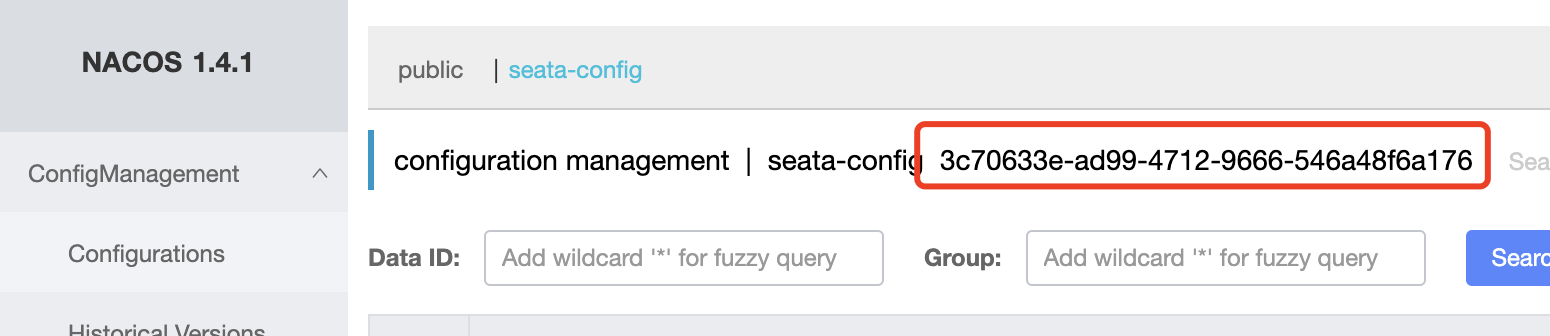 NACOS 1.4.1
public | seata-config
configuration management | seata-config 3c70633e-ad99-4712-9666-546a48f6a176 Sea
ConfigManagement
Configurations
Historical Versions
Data ID: Add wildcard '*' for fuzzy query Group: Add wildcard '*' for fuzzy query Searc